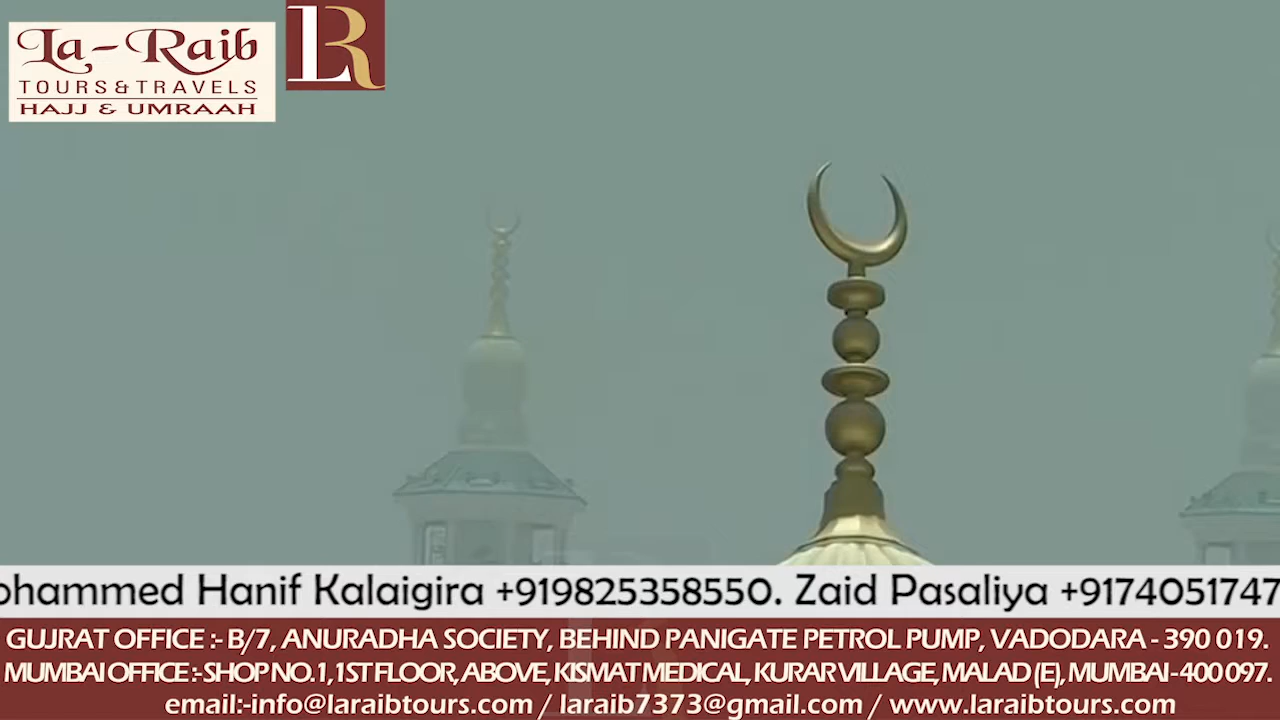 La-Raib
TOURS & TRAVELS
HAJJ & UMRAAH
LR
ohammed Hanif Kalaigira +919825358550. Zaid Pasaliya +9174051747
GUJRAT OFFICE :- B/7, ANURADHA SOCIETY, BEHIND PANIGATE PETROL PUMP, VADODARA - 390 019.
MUMBAI OFFICE :- SHOP NO. 1, 1ST FLOOR, ABOVE, KISMAT MEDICAL, KURAR VILLAGE, MALAD (E), MUMBAI - 400 097.
email:-info@laraibtours.com / laraib7373@gmail.com / www.laraibtours.com